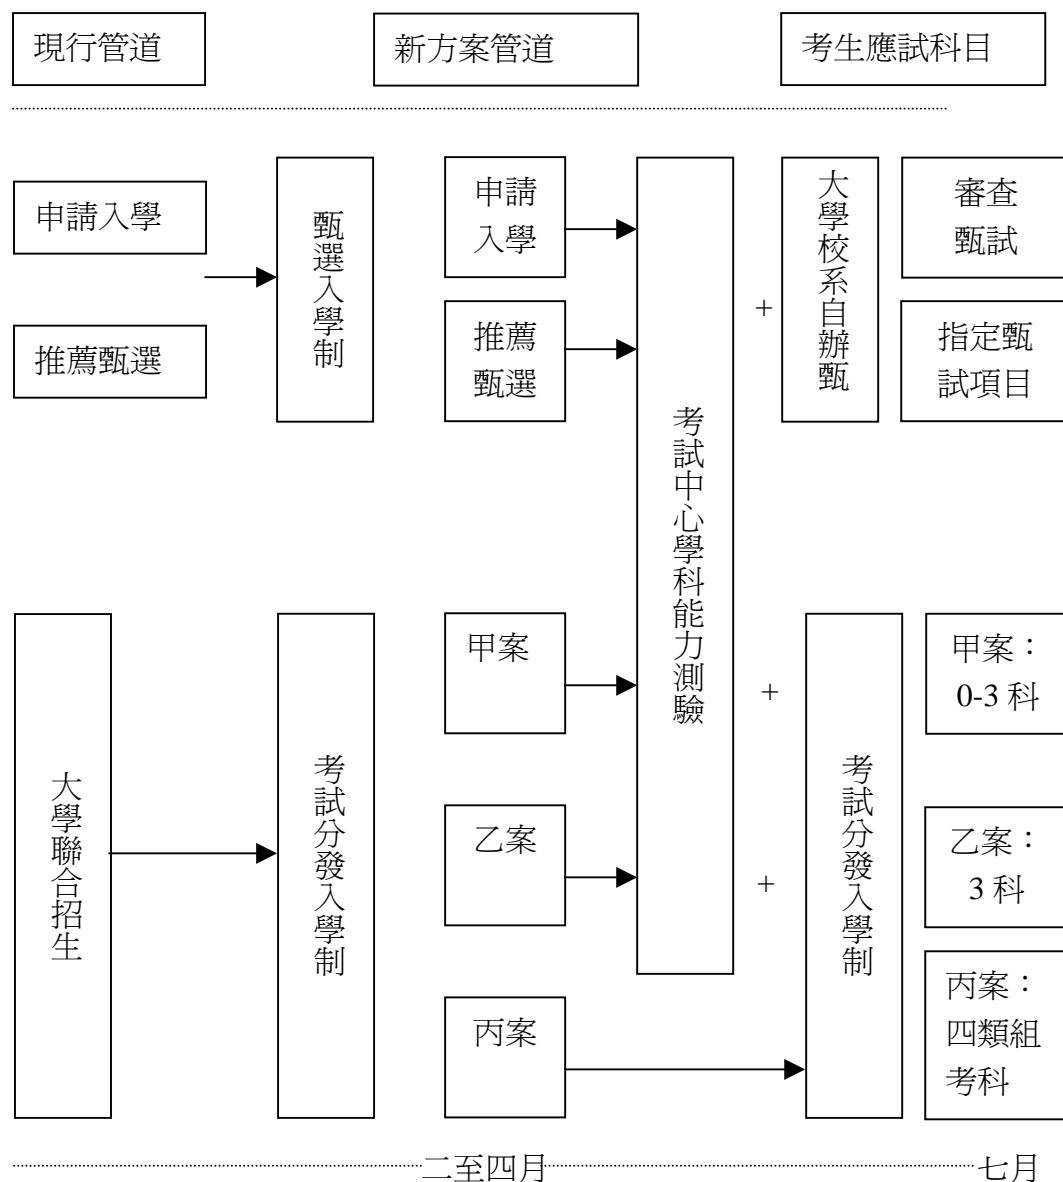 現行管道
新方案管道
考生應試科目
申請入學
推薦甄選
甄選入學制
申請
入學
推薦
甄選
考試中心學科能力測驗
+
大學校系自辦甄
審查
甄試
指定甄
試項目
大學聯合招生
考試分發入學制
甲案
乙案
丙案
+
+
考試分發入學制
甲案：
0-3 科
乙案：
3 科
丙案：
四類組
考科
二至四月
七月